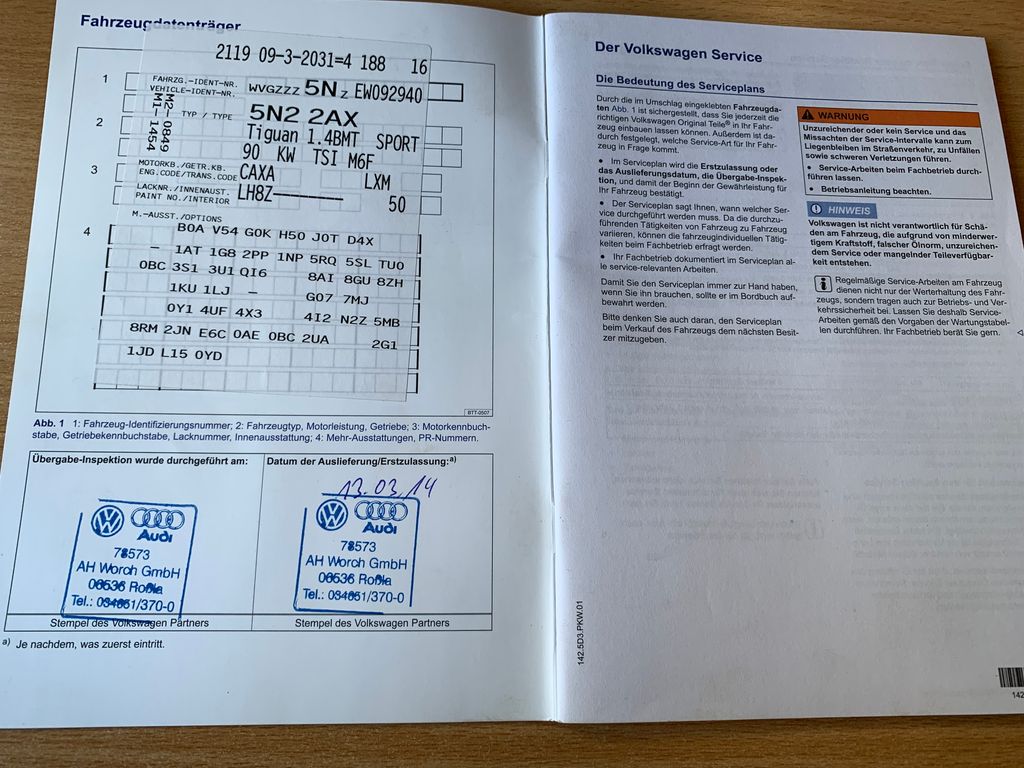 Fahrzeugdatenträger
2119 09-3-2031=4 188 16
1 FAHRZG.-IDENT-NR.
VEHICLE-IDENT-NR. WVGZZZ 5N Z EW092940
M2- 0849
M1- 1454
2 TYP / TYPE 5N2 2AX
Tiguan 1.4BMT SPORT
90 KW TSI M6F
3 MOTORKB./GETR.KB.
ENG.CODE/TRANS.CODE CAXA LXM
LACKNR./INNENAUST.
PAINT NO./INTERIOR LH8Z 50
M.-AUSST./OPTIONS
4 B0A V54 G0K H50 J0T D4X
— 1AT 1G8 2PP 1NP 5RQ 5SL TU0
0BC 3S1 3U1 QI6 8AI 8GU 8ZH
1KU 1LJ — G07 7MJ
0Y1 4UF 4X3 4I2 N2Z 5MB
8RM 2JN E6C 0AE 0BC 2UA 2G1
1JD L15 0YD
BTT-0507
Abb. 1 1: Fahrzeug-Identifizierungsnummer; 2: Fahrzeugtyp, Motorleistung, Getriebe; 3: Motorkennbuch-
stabe, Getriebekennbuchstabe, Lacknummer, Innenausstattung; 4: Mehr-Ausstattungen, PR-Nummern.
Übergabe-Inspektion wurde durchgeführt am:
Datum der Auslieferung/Erstzulassung:a)
13.03.14
Audi
AH Worch GmbH
06536 Roßla
Stempel des Volkswagen Partners
Audi
AH Worch GmbH
06536 Roßla
Stempel des Volkswagen Partners
a) Je nachdem, was zuerst eintritt.
Der Volkswagen Service
Die Bedeutung des Serviceplans
Durch die im Umschlag eingeklebten Fahrzeugda-
ten Abb. 1 ist sichergestellt, dass Sie jederzeit die
richtigen Volkswagen Original Teile® in Ihr Fahr-
zeug einbauen lassen können. Außerdem ist da-
durch festgelegt, welche Service-Art für Ihr Fahr-
zeug in Frage kommt.
• Im Serviceplan wird die Erstzulassung oder
das Auslieferungsdatum, die Übergabe-Inspek-
tion, und damit der Beginn der Gewährleistung für
Ihr Fahrzeug bestätigt.
• Der Serviceplan sagt Ihnen, wann welcher Ser-
vice durchgeführt werden muss. Da die durchzu-
führenden Tätigkeiten von Fahrzeug zu Fahrzeug
variieren, können die fahrzeugindividuellen Tätig-
keiten beim Fachbetrieb erfragt werden.
• Ihr Fachbetrieb dokumentiert im Serviceplan al-
le service-relevanten Arbeiten.
Damit Sie den Serviceplan immer zur Hand haben,
wenn Sie ihn brauchen, sollte er im Bordbuch auf-
bewahrt werden.
Bitte denken Sie auch daran, den Serviceplan
beim Verkauf des Fahrzeugs dem nächsten Besit-
zer mitzugeben.
WARNUNG
Unzureichender oder kein Service und das
Missachten der Service-Intervalle kann zum
Liegenbleiben im Straßenverkehr, zu Unfällen
sowie schweren Verletzungen führen.
• Service-Arbeiten beim Fachbetrieb durch-
führen lassen.
• Betriebsanleitung beachten.
HINWEIS
Volkswagen ist nicht verantwortlich für Schä-
den am Fahrzeug, die aufgrund von minderwer-
tigem Kraftstoff, falscher Ölnorm, unzureichen-
dem Service oder mangelnder Teileverfügbar-
keit entstehen.
Regelmäßige Service-Arbeiten am Fahrzeug
dienen nicht nur der Werterhaltung des Fahr-
zeugs, sondern tragen auch zur Betriebs- und Ver-
kehrssicherheit bei. Lassen Sie deshalb Service-
Arbeiten gemäß den Vorgaben der Wartungstabel-
len durchführen. Ihr Fachbetrieb berät Sie gern.
142.5D3.PKW.01
142